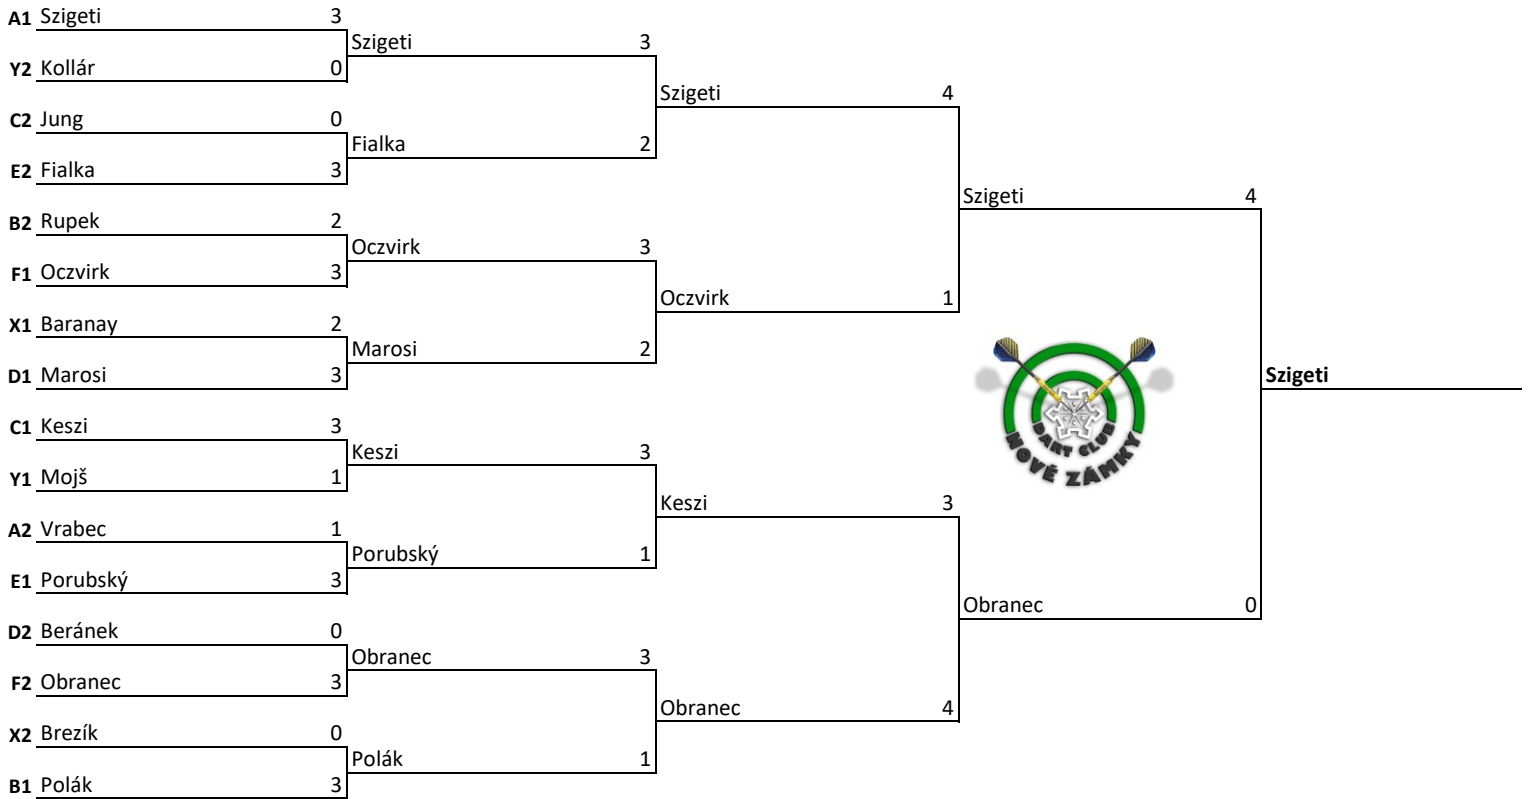 A1 Szigeti 3
Szigeti 3
Y2 Kollár 0
Szigeti 4
C2 Jung 0
Fialka 2
E2 Fialka 3
Szigeti 4
B2 Rupek 2
Oczvirk 3
F1 Oczvirk 3
Oczvirk 1
X1 Baranay 2
Marosi 2
D1 Marosi 3
Szigeti
C1 Keszi 3
DART CLUB
NOVÉ ZÁMKY
Keszi 3
Y1 Mojš 1
Keszi 3
A2 Vrabec 1
Porubský 1
E1 Porubský 3
Obranec 0
D2 Beránek 0
Obranec 3
F2 Obranec 3
Obranec 4
X2 Brezík 0
Polák 1
B1 Polák 3